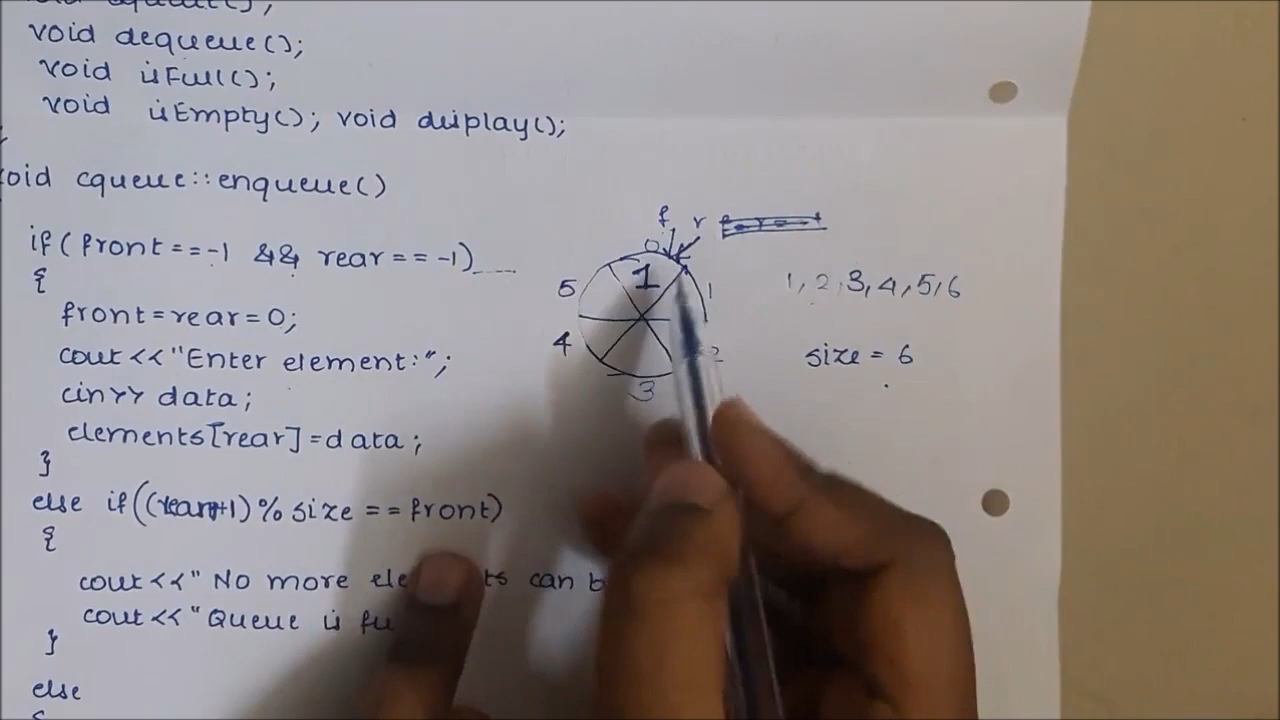 void dequeue();
void isFull();
void isEmpty(); void display();
void cqueue::enqueue()
if(front==-1 && rear==-1)
{
front=rear=0;
cout<<"Enter element:";
cin>> data;
elements[rear]=data;
}
else if((rear+1)%size==front)
{
cout<<"No more
can
cout<<"Queue is
}
else
{
f r
0
1
5
1
4
2
3
1,2,3,4,5,6
size=6